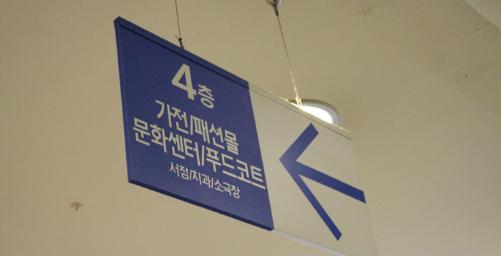 4층
가전/패션몰
문화센터/푸드코트
서점/치과/소극장